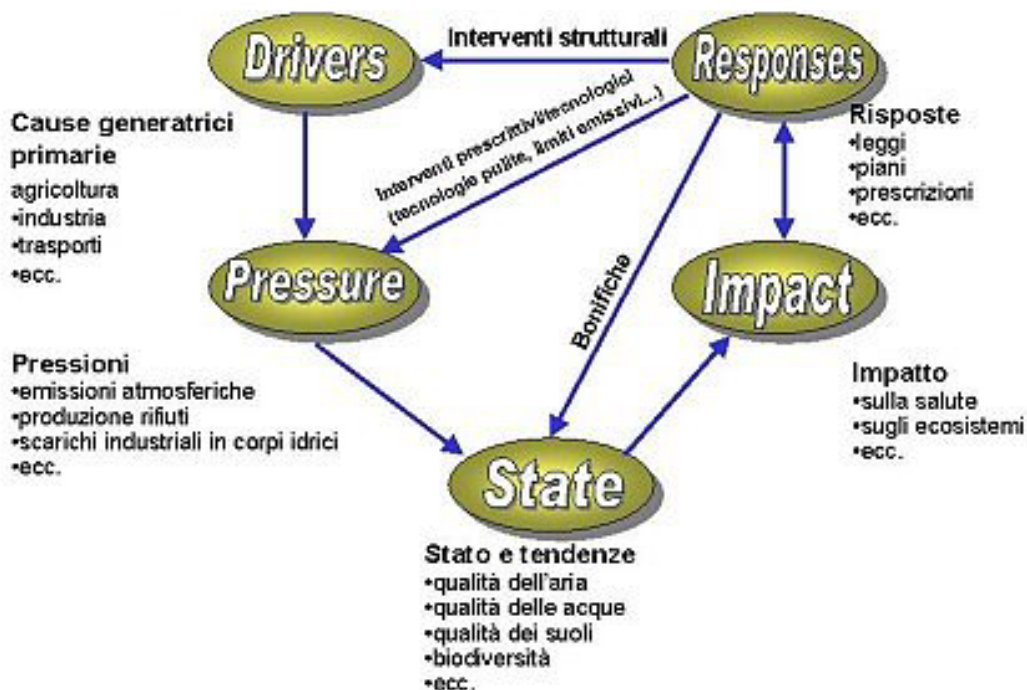 Drivers
Interventi strutturali
Responses
Cause generatrici
primarie
agricoltura
•industria
•trasporti
•ecc.
Interventi prescrittivi/tecnologici
(tecnologie pulite, limiti emissivi...)
Risposte
•leggi
•piani
•prescrizioni
•ecc.
Pressure
Bonifiche
Impact
Pressioni
•emissioni atmosferiche
•produzione rifiuti
•scarichi industriali in corpi idrici
•ecc.
Impatto
•sulla salute
•sugli ecosistemi
•ecc.
State
Stato e tendenze
•qualità dell'aria
•qualità delle acque
•qualità dei suoli
•biodiversità
•ecc.